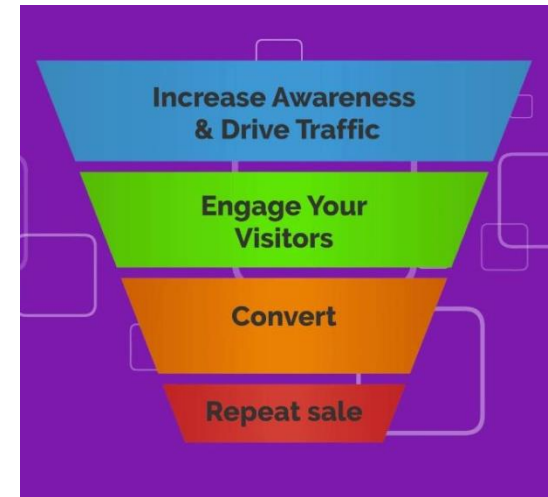 Increase Awareness
& Drive Traffic
Engage Your
Visitors
Convert
Repeat sale